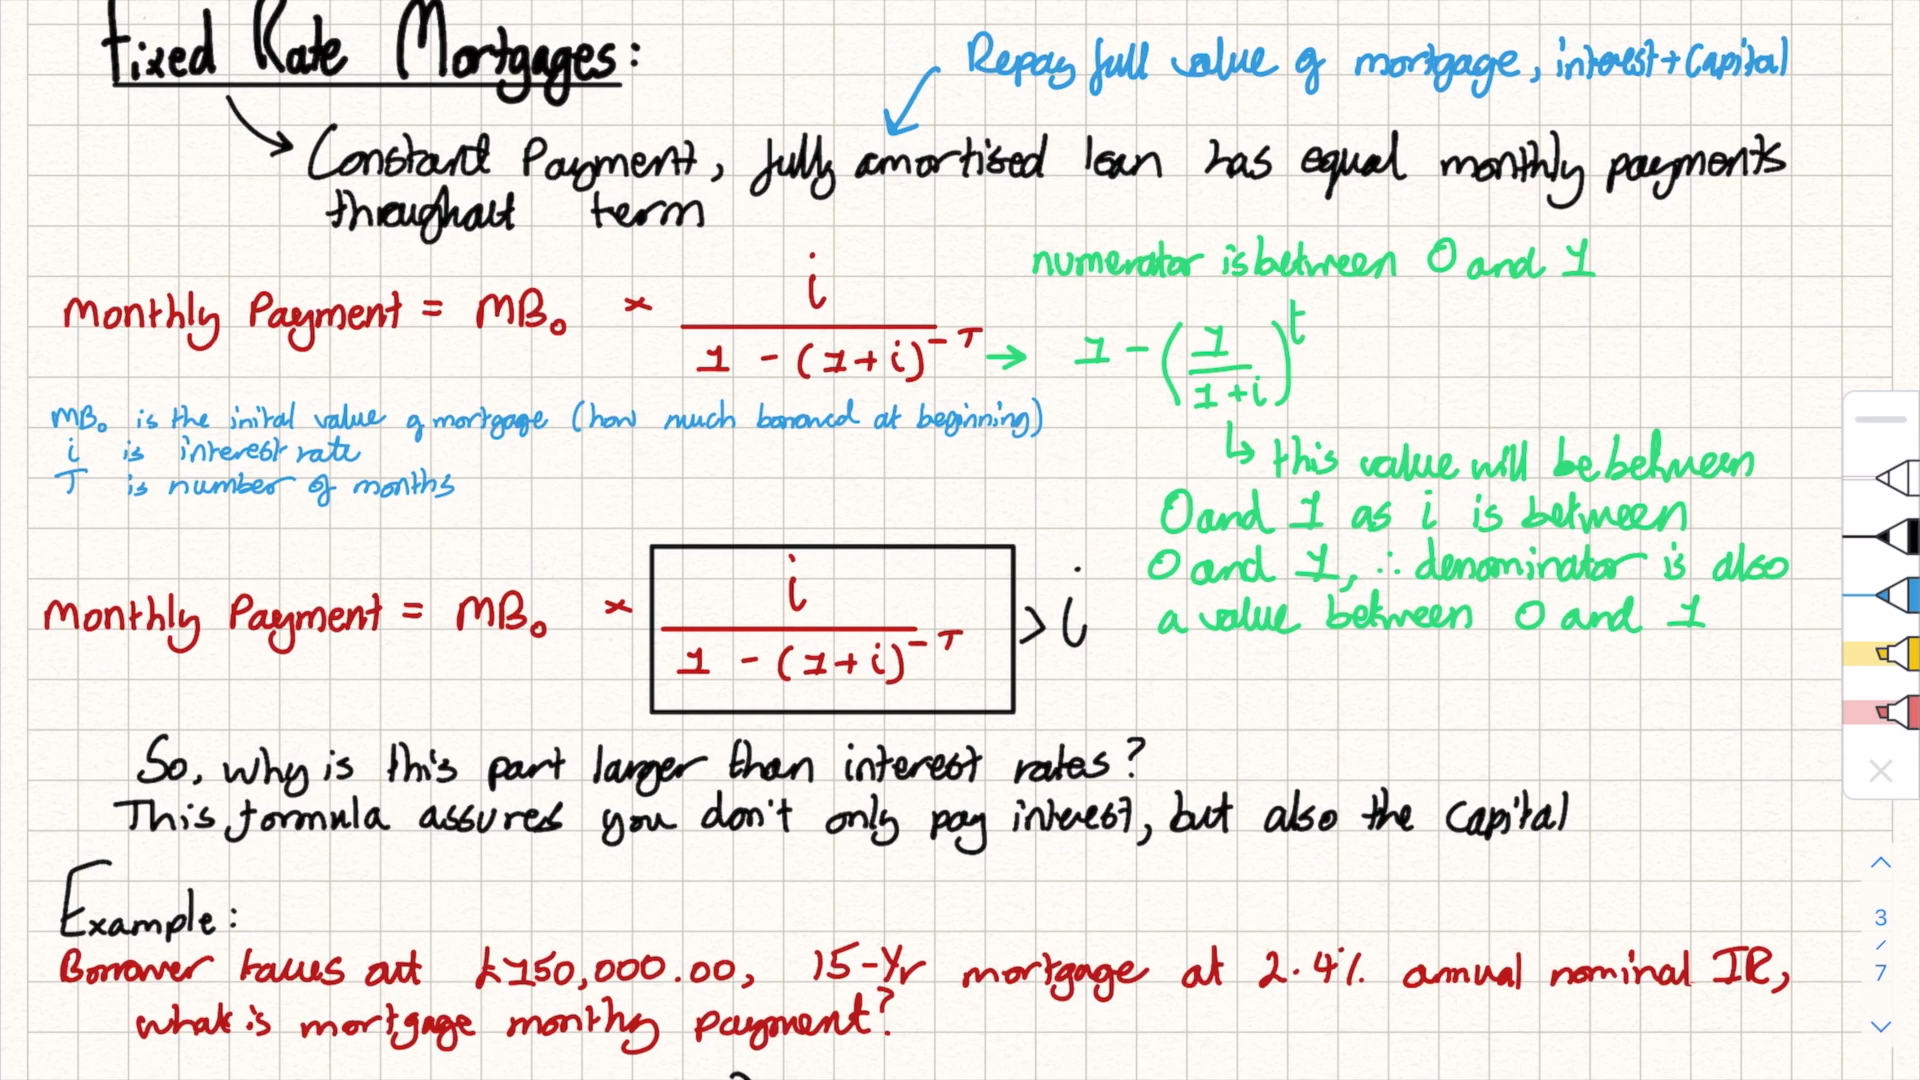 Fixed Rate Mortgages:
Repay full value of mortgage, interest + Capital
Constant Payment, fully amortised loan has equal monthly payments
throughout term
numerator is between 0 and 1
Monthly Payment = MB₀ × i / (1 - (1+i)^-T) → 1 - (1/(1+i))^t
MB₀ is the inital value of mortgage (how much borrowed at beginning)
i is interest rate
T is number of months
↳ this value will be between
0 and 1 as i is between
0 and 1, ∴ denominator is also
a value between 0 and 1
Monthly Payment = MB₀ × i / (1 - (1+i)^-T) > i
So, why is this part larger than interest rates?
This formula assures you don't only pay interest, but also the Capital
Example:
Borrower takes out £150,000.00, 15-Yr mortgage at 2.4% annual nominal IR,
what is mortgage monthy payment?
3
/
7